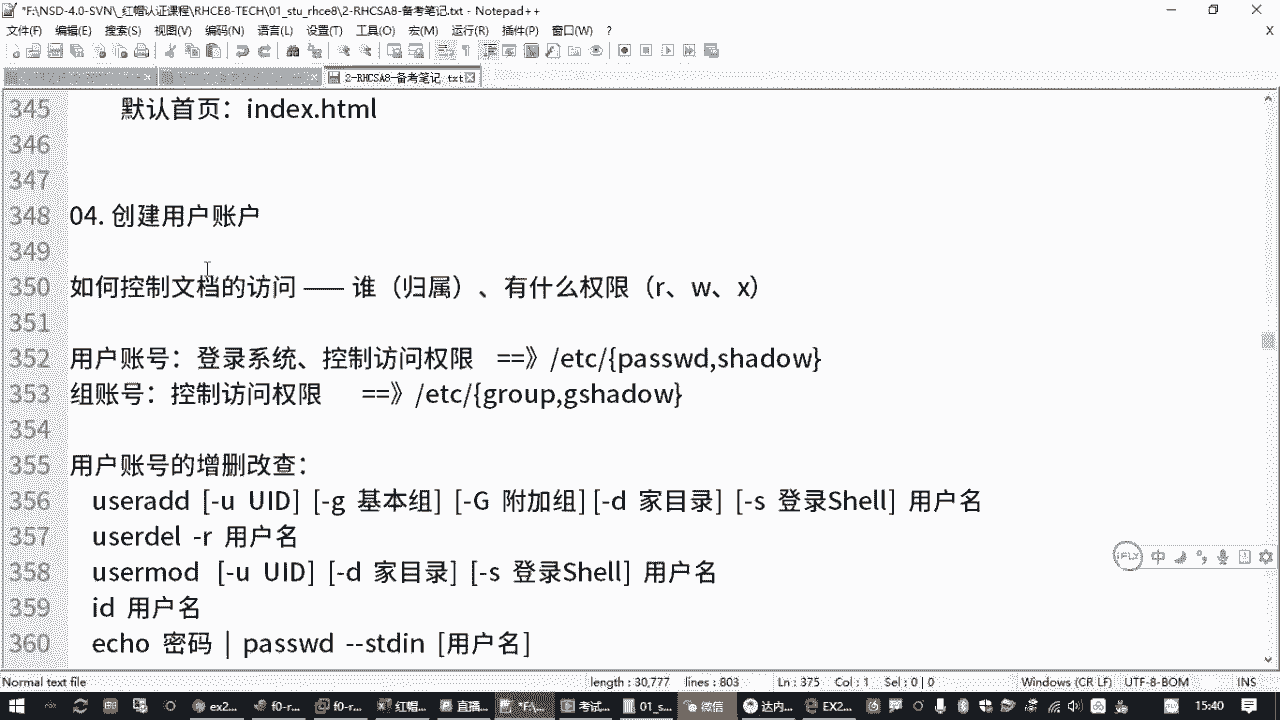 *F:\NSD-4.0-SVN\_红帽认证课程\RHCE8-TECH\01_stu_rhce8\2-RHCSA8-备考笔记.txt - Notepad++
文件(F) 编辑(E) 搜索(S) 视图(V) 编码(N) 语言(L) 设置(T) 工具(O) 宏(M) 运行(R) 插件(P) 窗口(W) ? X
2-RHCSA8-备考笔记.txt
345 默认首页：index.html
346
347
348 04. 创建用户账户
349
350 如何控制文档的访问 —— 谁（归属）、有什么权限（r、w、x）
351
352 用户账号：登录系统、控制访问权限 ==》/etc/{passwd,shadow}
353 组账号：控制访问权限 ==》/etc/{group,gshadow}
354
355 用户账号的增删改查：
356 useradd [-u UID] [-g 基本组] [-G 附加组] [-d 家目录] [-s 登录Shell] 用户名
357 userdel -r 用户名
358 usermod [-u UID] [-d 家目录] [-s 登录Shell] 用户名
359 id 用户名
360 echo 密码 | passwd --stdin [用户名]
iFLY 中
Normal text file length : 30,777 lines : 803 Ln : 375 Col : 1 Sel : 0 | 0 Windows (CR LF) UTF-8-BOM INS
ex2... f0-r... f0-r... 红帽... *F:\... 直播... 考试... 01_s... 微信 达内... EX2... 15:40